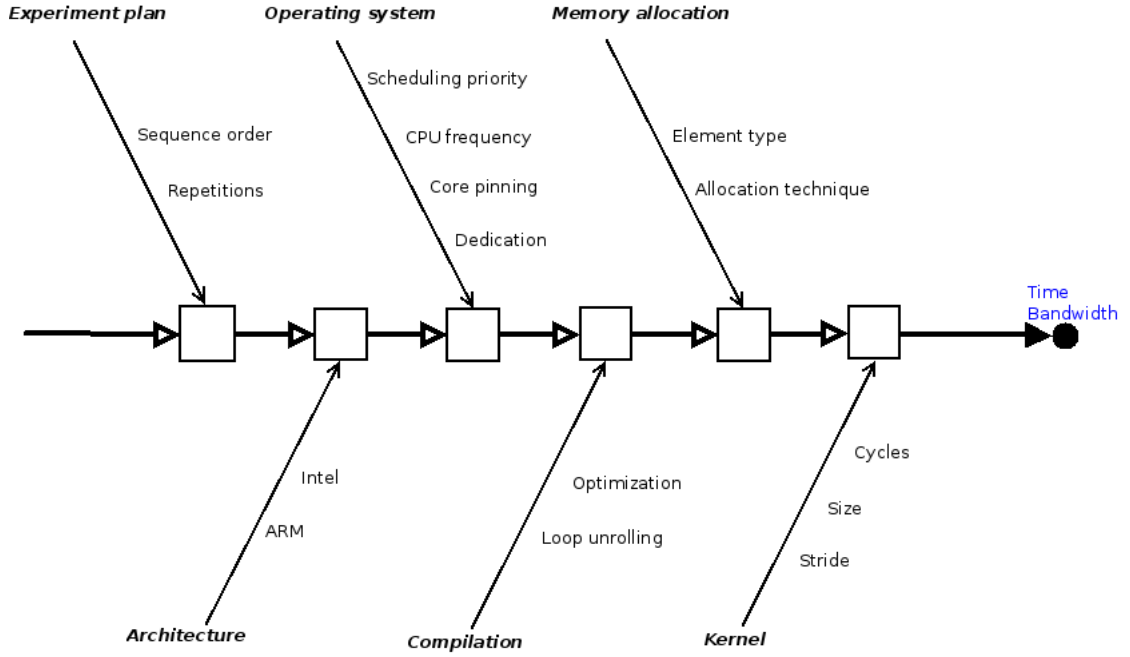 Experiment plan
Operating system
Memory allocation
Scheduling priority
Sequence order
CPU frequency
Element type
Repetitions
Core pinning
Allocation technique
Dedication
Time
Bandwidth
Cycles
Intel
Optimization
Size
ARM
Loop unrolling
Stride
Architecture
Compilation
Kernel